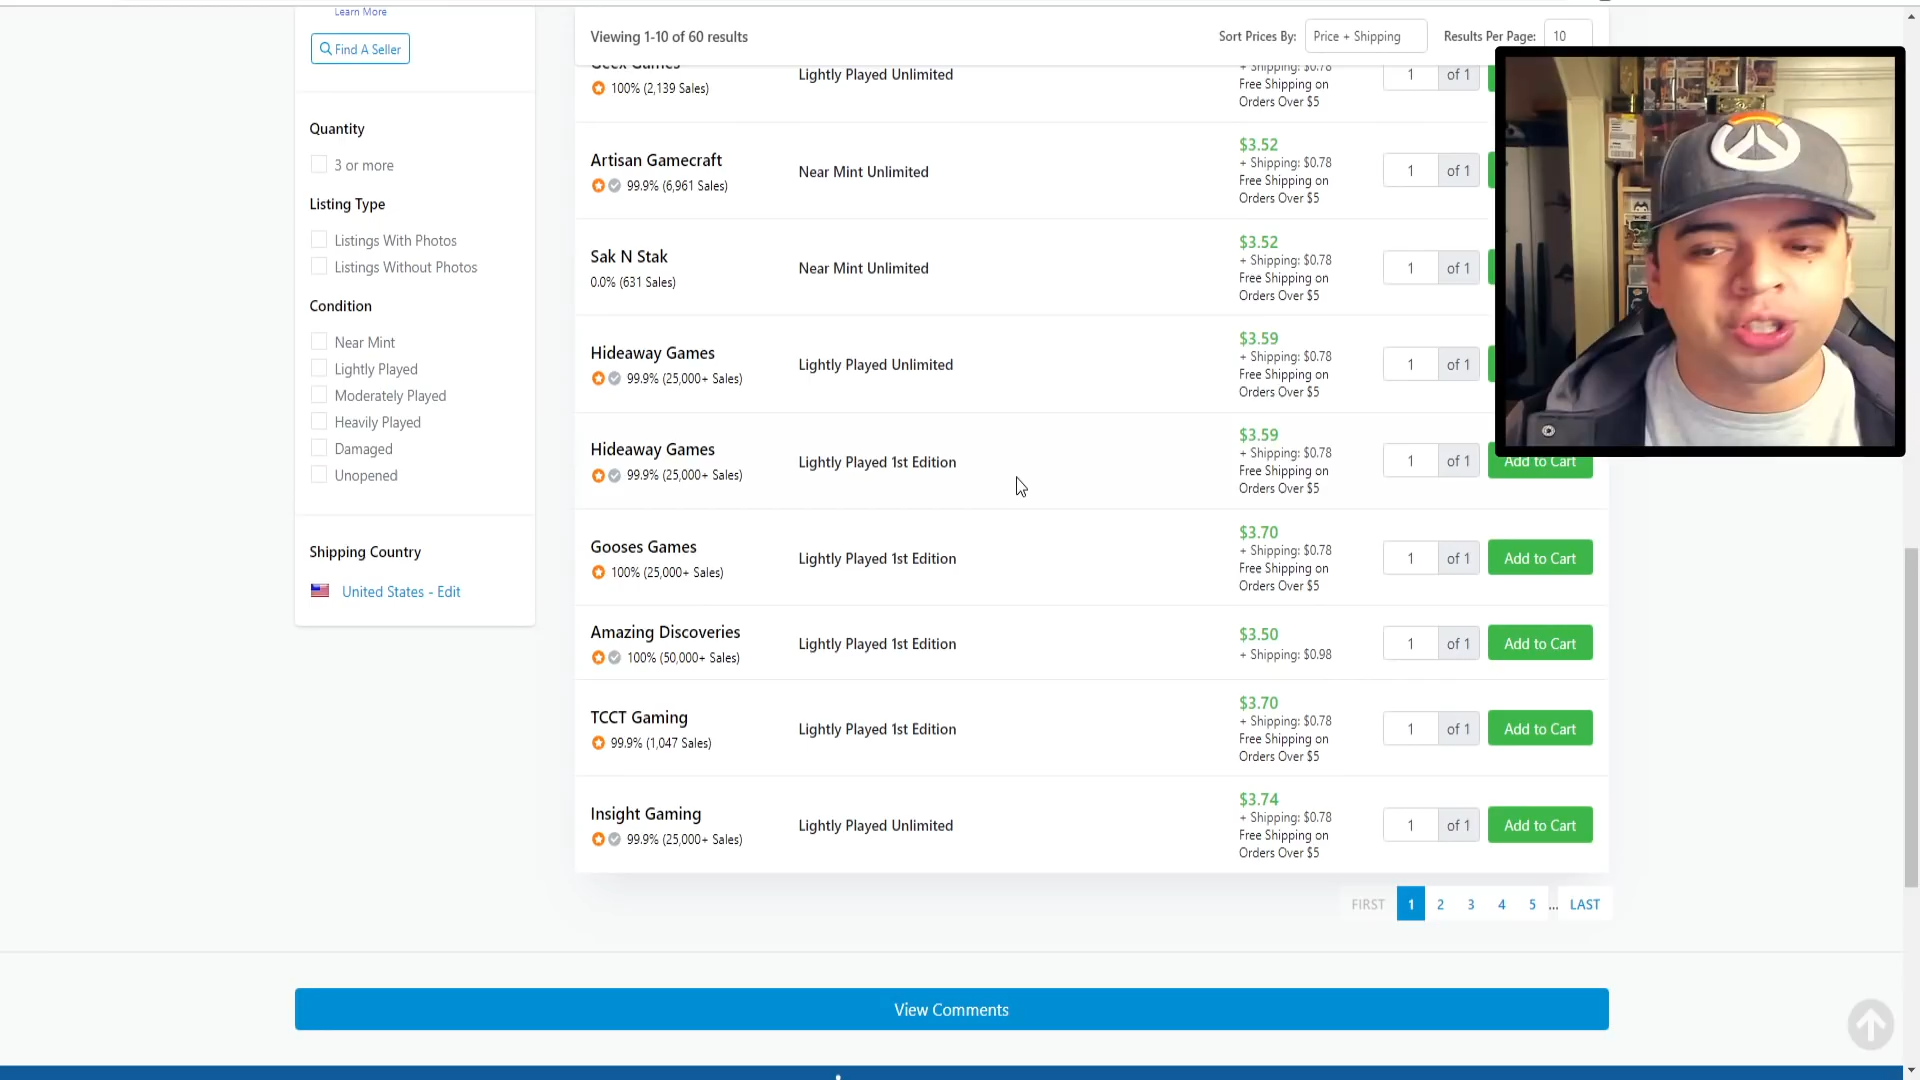 Learn More
Find A Seller
Quantity
3 or more
Listing Type
Listings With Photos
Listings Without Photos
Condition
Near Mint
Lightly Played
Moderately Played
Heavily Played
Damaged
Unopened
Shipping Country
United States - Edit
Viewing 1-10 of 60 results
Sort Prices By: Price + Shipping Results Per Page: 10
Geex Games
100% (2,139 Sales)
Lightly Played Unlimited
+ Shipping: $0.78
Free Shipping on
Orders Over $5
1 of 1
Artisan Gamecraft
99.9% (6,961 Sales)
Near Mint Unlimited
$3.52
+ Shipping: $0.78
Free Shipping on
Orders Over $5
1 of 1
Sak N Stak
0.0% (631 Sales)
Near Mint Unlimited
$3.52
+ Shipping: $0.78
Free Shipping on
Orders Over $5
1 of 1
Hideaway Games
99.9% (25,000+ Sales)
Lightly Played Unlimited
$3.59
+ Shipping: $0.78
Free Shipping on
Orders Over $5
1 of 1
Hideaway Games
99.9% (25,000+ Sales)
Lightly Played 1st Edition
$3.59
+ Shipping: $0.78
Free Shipping on
Orders Over $5
1 of 1
Add to Cart
Gooses Games
100% (25,000+ Sales)
Lightly Played 1st Edition
$3.70
+ Shipping: $0.78
Free Shipping on
Orders Over $5
1 of 1
Add to Cart
Amazing Discoveries
100% (50,000+ Sales)
Lightly Played 1st Edition
$3.50
+ Shipping: $0.98
1 of 1
Add to Cart
TCCT Gaming
99.9% (1,047 Sales)
Lightly Played 1st Edition
$3.70
+ Shipping: $0.78
Free Shipping on
Orders Over $5
1 of 1
Add to Cart
Insight Gaming
99.9% (25,000+ Sales)
Lightly Played Unlimited
$3.74
+ Shipping: $0.78
Free Shipping on
Orders Over $5
1 of 1
Add to Cart
FIRST 1 2 3 4 5 ... LAST
View Comments